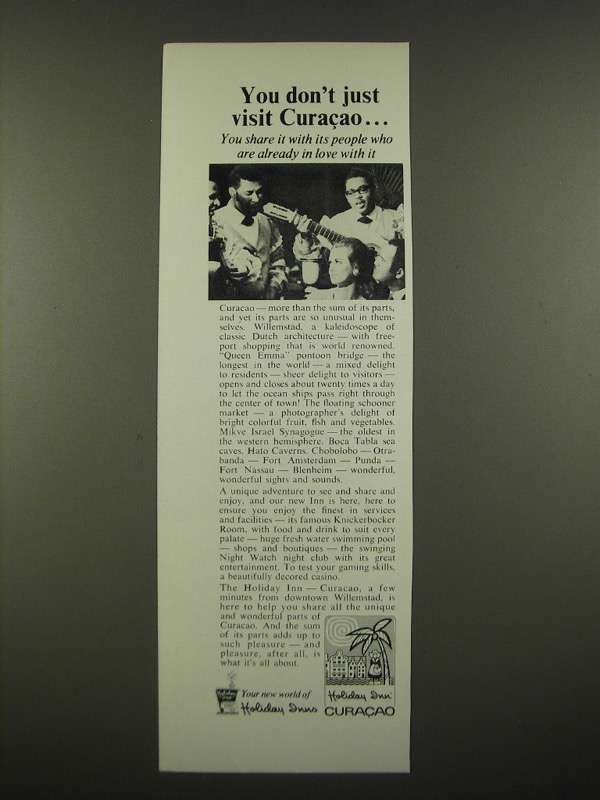 You don't just
visit Curaçao...
You share it with its people who
are already in love with it
Curacao — more than the sum of its parts,
and yet its parts are so unusual in them-
selves. Willemstad, a kaleidoscope of
classic Dutch architecture — with free-
port shopping that is world renowned.
"Queen Emma" pontoon bridge — the
longest in the world — a mixed delight
to residents — sheer delight to visitors —
opens and closes about twenty times a day
to let the ocean ships pass right through
the center of town! The floating schooner
market — a photographer's delight of
bright colorful fruit, fish and vegetables.
Mikve Israel Synagogue — the oldest in
the western hemisphere. Boca Tabla sea
caves. Hato Caverns. Chobolobo — Otra-
banda — Fort Amsterdam — Punda —
Fort Nassau — Blenheim — wonderful,
wonderful sights and sounds.
A unique adventure to see and share and
enjoy, and our new Inn is here, here to
ensure you enjoy the finest in services
and facilities — its famous Knickerbocker
Room, with food and drink to suit every
palate — huge fresh water swimming pool
— shops and boutiques — the swinging
Night Watch night club with its great
entertainment. To test your gaming skills,
a beautifully decored casino.
The Holiday Inn — Curacao, a few
minutes from downtown Willemstad, is
here to help you share all the unique
and wonderful parts of
Curacao. And the sum
of its parts adds up to
such pleasure — and
pleasure, after all, is
what it's all about.
Your new world of
Holiday Inns
Holiday Inn
CURAÇAO